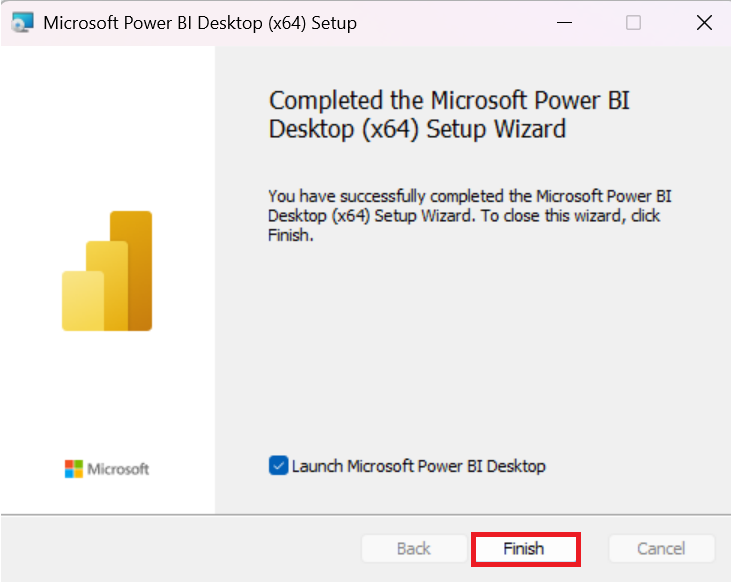 Microsoft Power BI Desktop (x64) Setup
Completed the Microsoft Power BI
Desktop (x64) Setup Wizard
You have successfully completed the Microsoft Power BI
Desktop (x64) Setup Wizard. To close this wizard, click
Finish.
Microsoft
Launch Microsoft Power BI Desktop
Back
Finish
Cancel